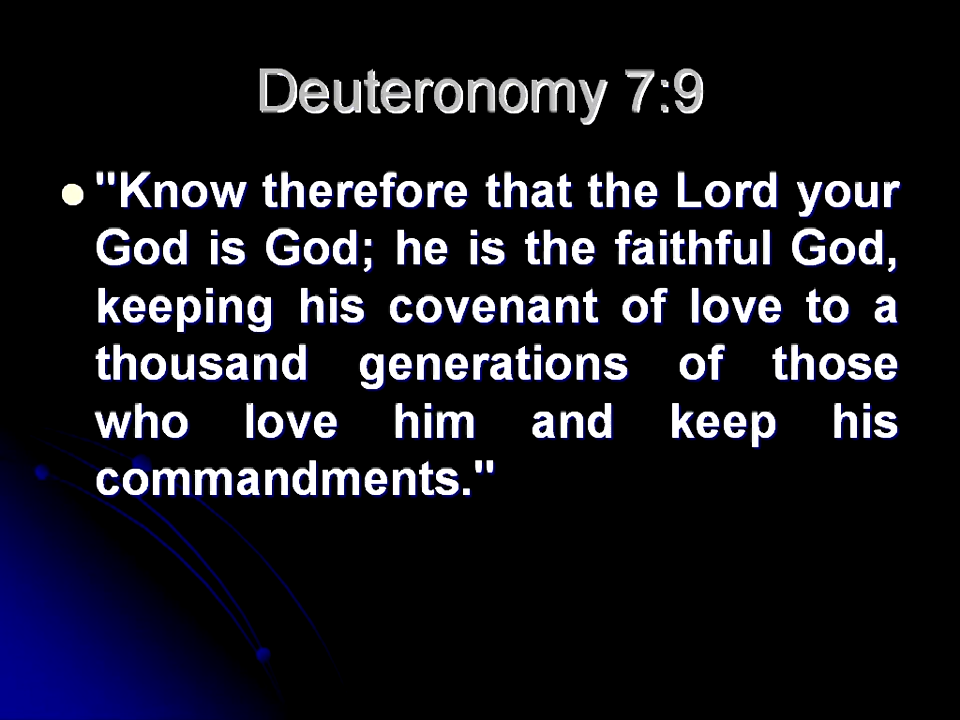 Deuteronomy 7:9
● "Know therefore that the Lord your
God is God; he is the faithful God,
keeping his covenant of love to a
thousand generations of those
who love him and keep his
commandments."